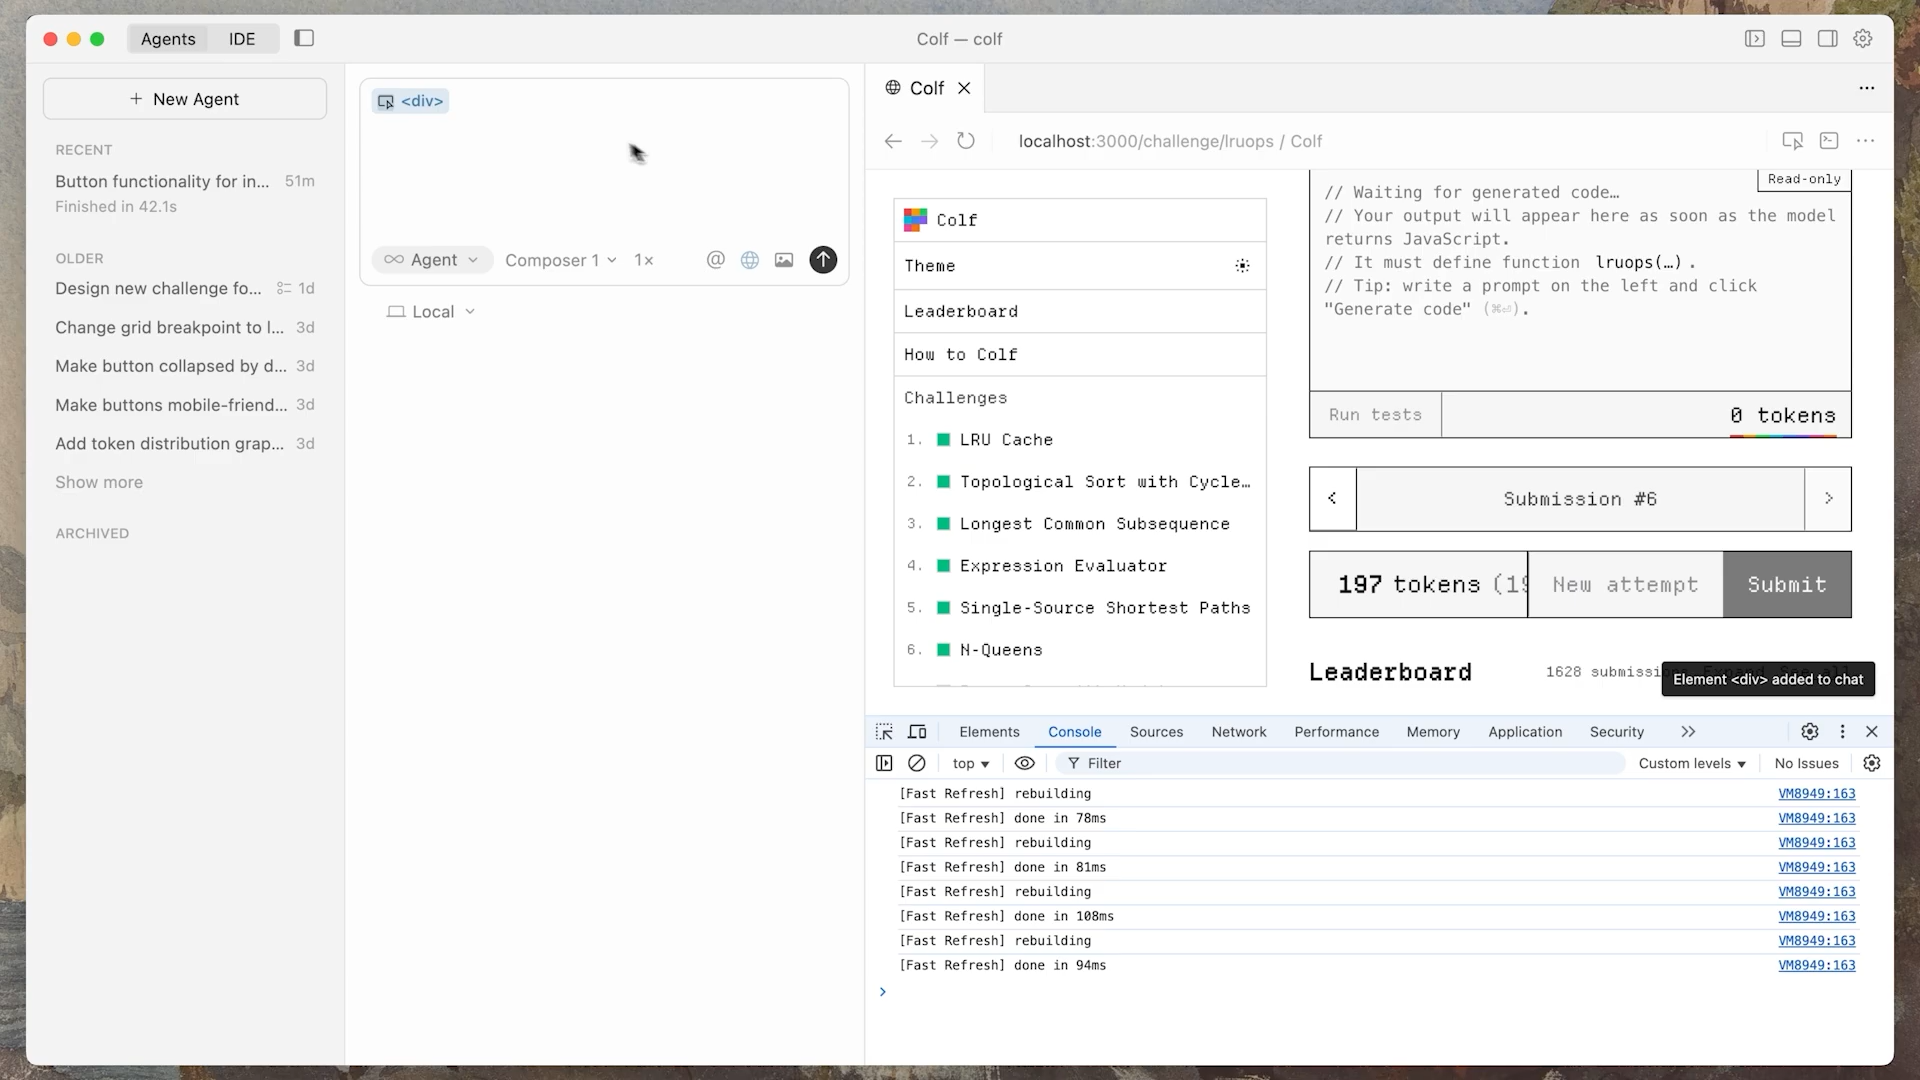 Agents
IDE
Colf — colf
+ New Agent
RECENT
Button functionality for in... 51m
Finished in 42.1s
OLDER
Design new challenge fo... 1d
Change grid breakpoint to l... 3d
Make button collapsed by d... 3d
Make buttons mobile-friend... 3d
Add token distribution grap... 3d
Show more
ARCHIVED
<div>
Agent
Composer 1
1×
@
Local
Colf
localhost:3000/challenge/lruops / Colf
Colf
Theme
Leaderboard
How to Colf
Challenges
1. LRU Cache
2. Topological Sort with Cycle…
3. Longest Common Subsequence
4. Expression Evaluator
5. Single-Source Shortest Paths
6. N-Queens
Read-only
// Waiting for generated code…
// Your output will appear here as soon as the model
returns JavaScript.
// It must define function lruops(…).
// Tip: write a prompt on the left and click
"Generate code" (⌘⏎).
Run tests
0 tokens
<
Submission #6
>
197 tokens (19
New attempt
Submit
Leaderboard
1628 submissi
Element <div> added to chat
Elements
Console
Sources
Network
Performance
Memory
Application
Security
top
Filter
Custom levels
No Issues
[Fast Refresh] rebuilding VM8949:163
[Fast Refresh] done in 78ms VM8949:163
[Fast Refresh] rebuilding VM8949:163
[Fast Refresh] done in 81ms VM8949:163
[Fast Refresh] rebuilding VM8949:163
[Fast Refresh] done in 108ms VM8949:163
[Fast Refresh] rebuilding VM8949:163
[Fast Refresh] done in 94ms VM8949:163